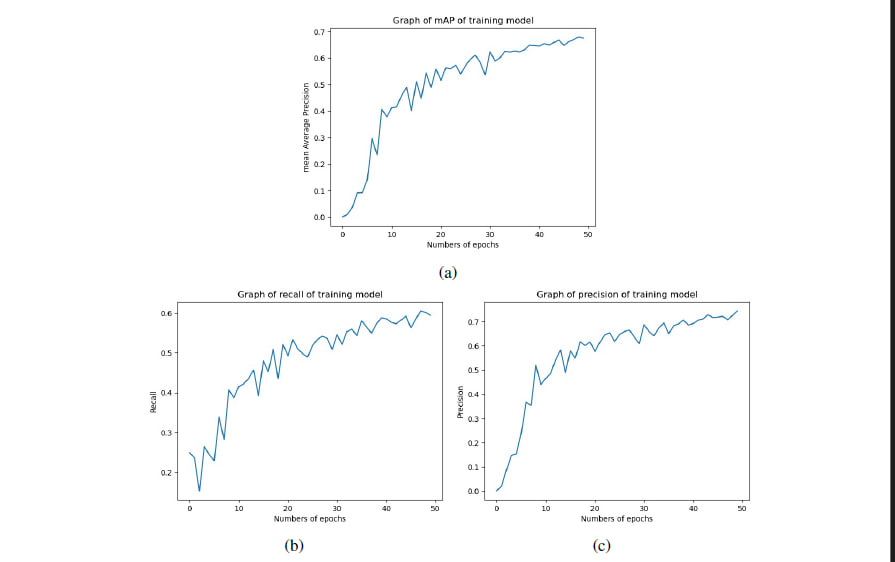 Graph of mAP of training model
0.7
0.6
0.5
0.4
0.3
0.2
0.1
0.0
mean Average Precision
0 10 20 30 40 50
Numbers of epochs
(a)
Graph of recall of training model
0.6
0.5
0.4
0.3
0.2
Recall
0 10 20 30 40 50
Numbers of epochs
(b)
Graph of precision of training model
0.7
0.6
0.5
0.4
0.3
0.2
0.1
0.0
Precision
0 10 20 30 40 50
Numbers of epochs
(c)